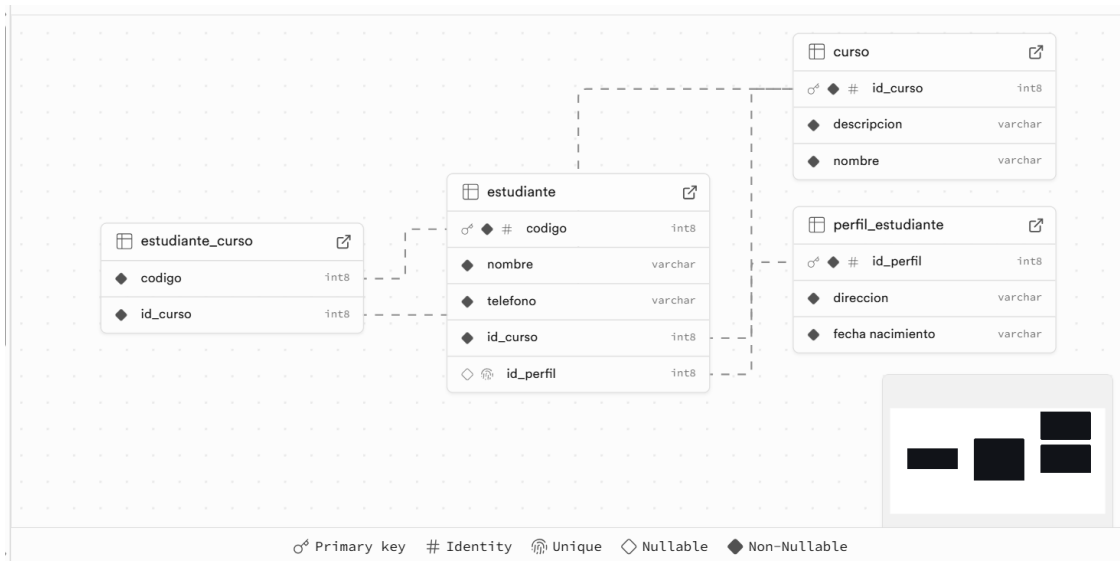 curso
id_curso int8
descripcion varchar
nombre varchar
estudiante
codigo int8
nombre varchar
telefono varchar
id_curso int8
id_perfil int8
estudiante_curso
codigo int8
id_curso int8
perfil_estudiante
id_perfil int8
direccion varchar
fecha nacimiento varchar
Primary key # Identity Unique Nullable Non-Nullable